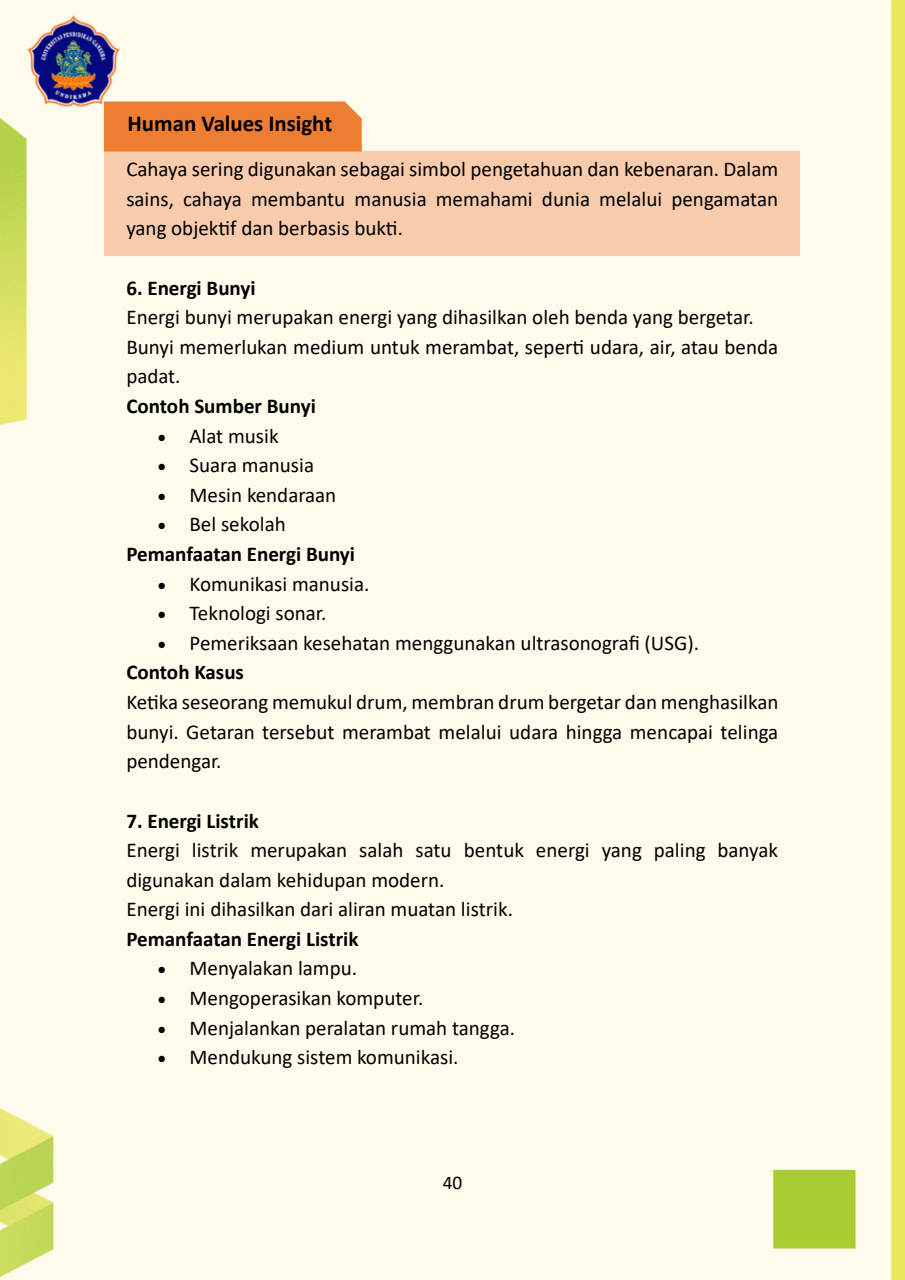 UNIVERSITAS PENDIDIKAN GANESHA
UNDIKSHA
Human Values Insight
Cahaya sering digunakan sebagai simbol pengetahuan dan kebenaran. Dalam
sains, cahaya membantu manusia memahami dunia melalui pengamatan
yang objektif dan berbasis bukti.
6. Energi Bunyi
Energi bunyi merupakan energi yang dihasilkan oleh benda yang bergetar.
Bunyi memerlukan medium untuk merambat, seperti udara, air, atau benda
padat.
Contoh Sumber Bunyi
• Alat musik
• Suara manusia
• Mesin kendaraan
• Bel sekolah
Pemanfaatan Energi Bunyi
• Komunikasi manusia.
• Teknologi sonar.
• Pemeriksaan kesehatan menggunakan ultrasonografi (USG).
Contoh Kasus
Ketika seseorang memukul drum, membran drum bergetar dan menghasilkan
bunyi. Getaran tersebut merambat melalui udara hingga mencapai telinga
pendengar.
7. Energi Listrik
Energi listrik merupakan salah satu bentuk energi yang paling banyak
digunakan dalam kehidupan modern.
Energi ini dihasilkan dari aliran muatan listrik.
Pemanfaatan Energi Listrik
• Menyalakan lampu.
• Mengoperasikan komputer.
• Menjalankan peralatan rumah tangga.
• Mendukung sistem komunikasi.
40